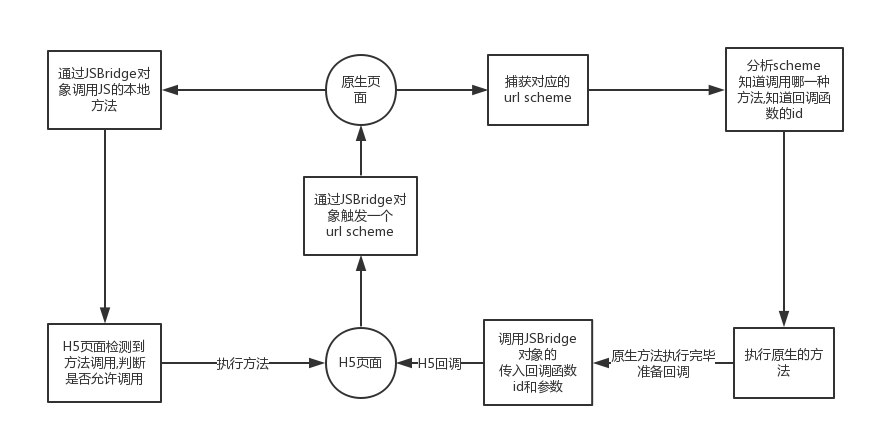 通过JSBridge对
象调用JS的本地
方法
原生页
面
捕获对应的
url scheme
分析scheme
知道调用哪一种
方法,知道回调函
数的id
通过JSBridge对
象触发一个
url scheme
H5页面检测到
方法调用,判断
是否允许调用
执行方法
H5页面
H5回调
调用JSBridge
对象的
传入回调函数
id和参数
原生方法执行完毕
准备回调
执行原生的方
法